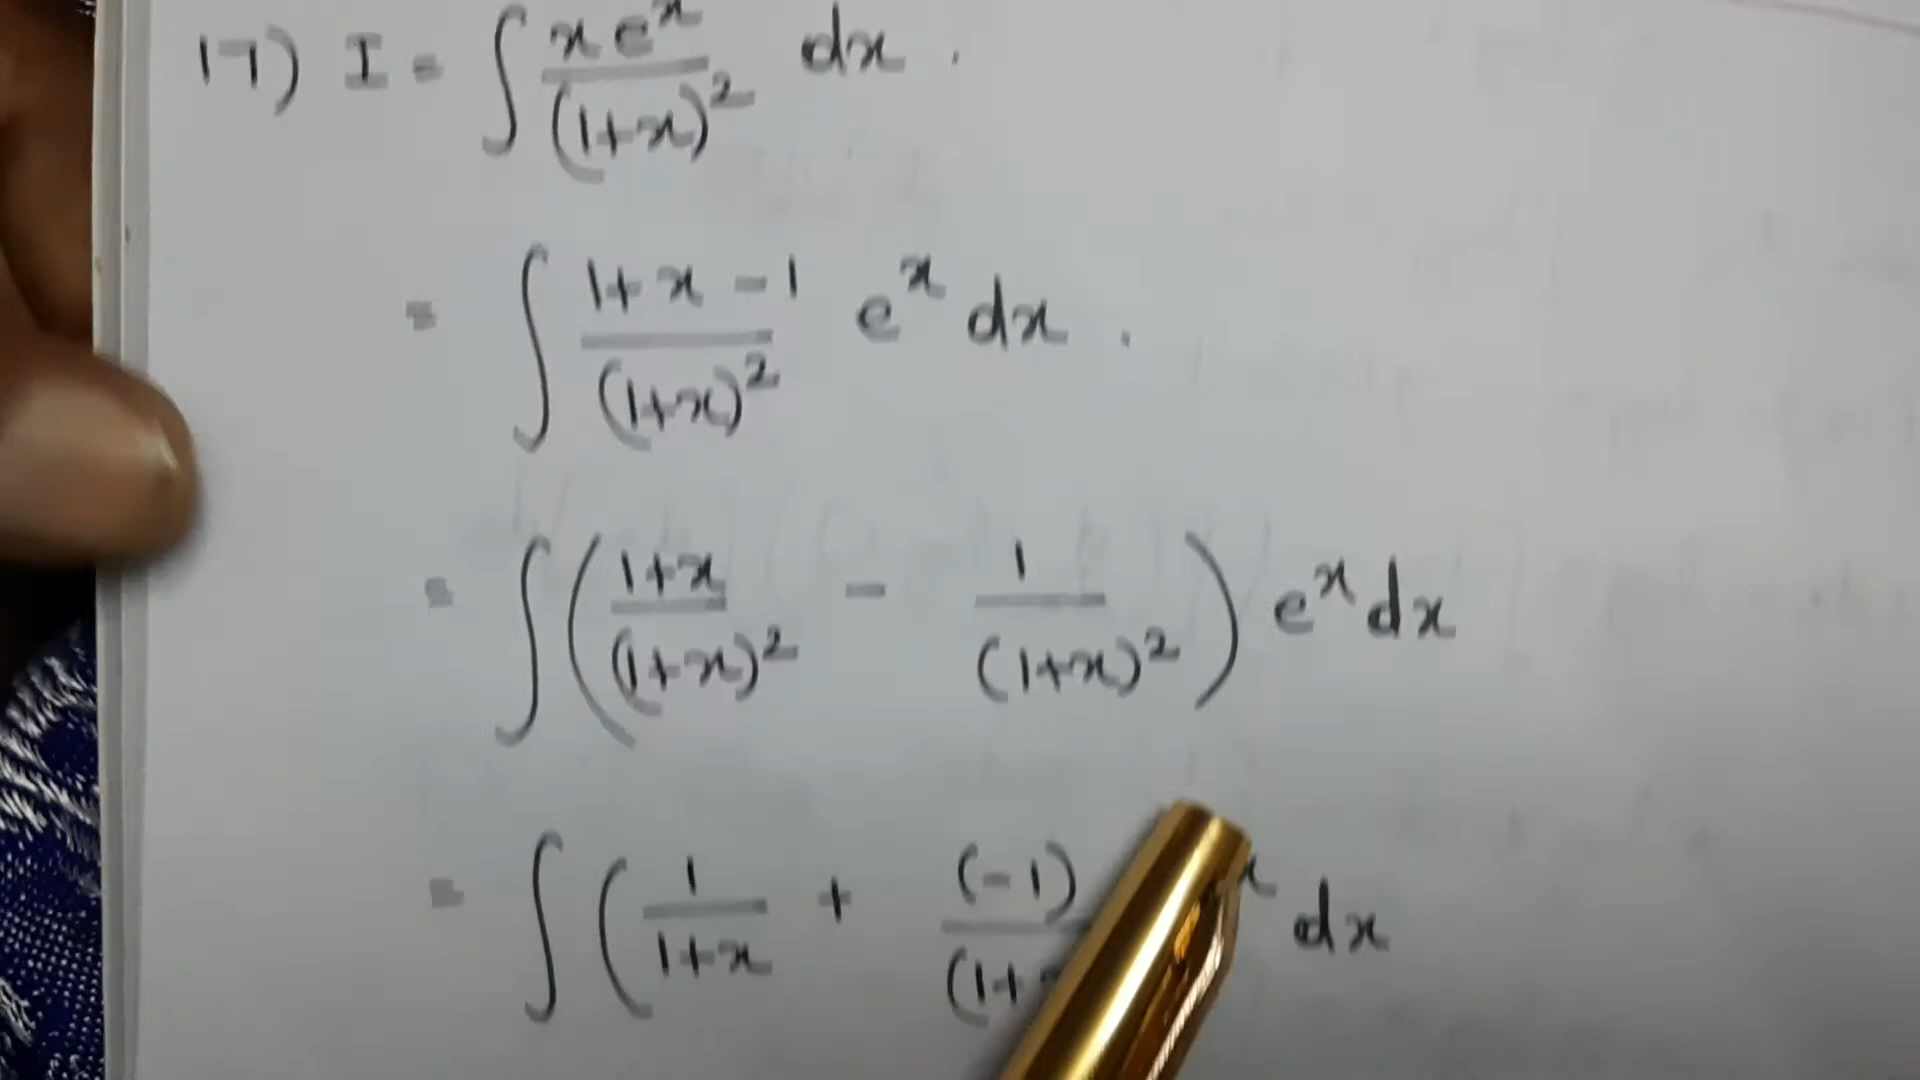 17) I = ∫ x e^x / (1+x)^2 dx .
= ∫ 1+x-1 / (1+x)^2 e^x dx .
= ∫ ( 1+x / (1+x)^2 - 1 / (1+x)^2 ) e^x dx
= ∫ ( 1 / 1+x + (-1) / (1+ x dx